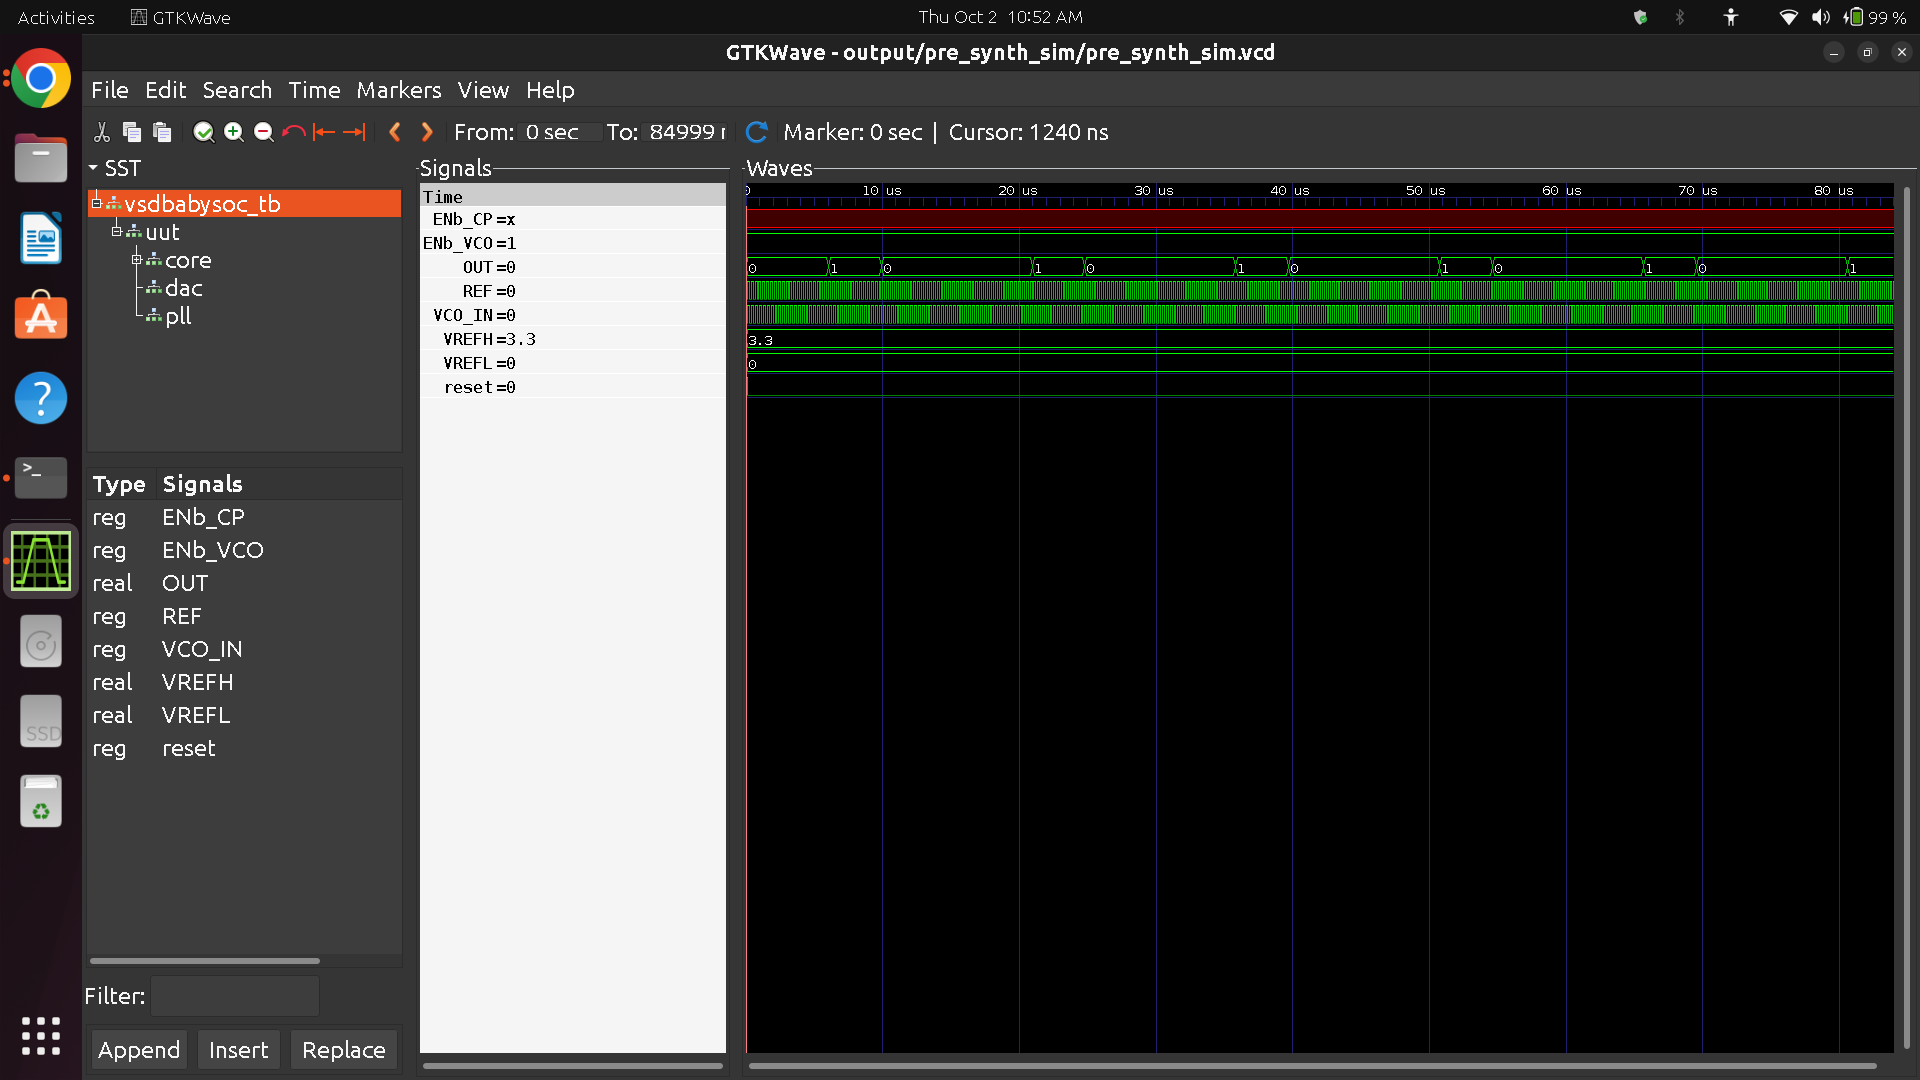 Activities GTKWave Thu Oct 2 10:52 AM 99 %
GTKWave - output/pre_synth_sim/pre_synth_sim.vcd
File Edit Search Time Markers View Help
From: 0 sec To: 84999 Marker: 0 sec | Cursor: 1240 ns
SST
vsdbabysoc_tb
uut
core
dac
pll
Type Signals
reg ENb_CP
reg ENb_VCO
real OUT
reg REF
reg VCO_IN
real VREFH
real VREFL
reg reset
Filter:
Append Insert Replace
Signals
Time
ENb_CP=x
ENb_VCO=1
OUT=0
REF=0
VCO_IN=0
VREFH=3.3
VREFL=0
reset=0
Waves
0 10 us 20 us 30 us 40 us 50 us 60 us 70 us 80 us
0 1 0 1 0 1 0 1 0 1 0 1
3.3
0
SSD